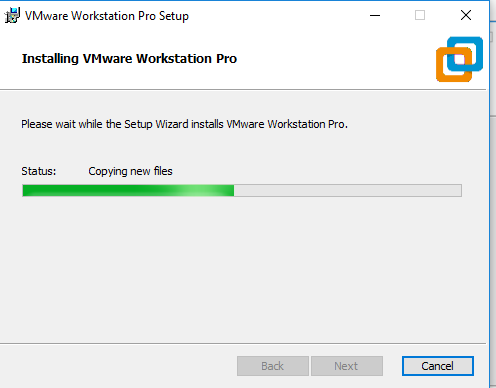 VMware Workstation Pro Setup
Installing VMware Workstation Pro
Please wait while the Setup Wizard installs VMware Workstation Pro.
Status: Copying new files
Back Next Cancel